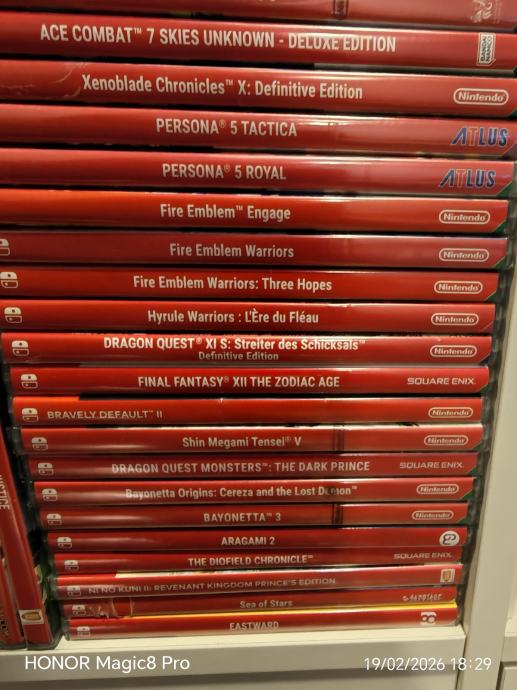 ACE COMBAT™ 7 SKIES UNKNOWN - DELUXE EDITION
BANDAI NAMCO
Xenoblade Chronicles™ X: Definitive Edition
Nintendo
PERSONA® 5 TACTICA
ATLUS
PERSONA® 5 ROYAL
ATLUS
Fire Emblem™ Engage
Nintendo
Fire Emblem Warriors
Nintendo
Fire Emblem Warriors: Three Hopes
Nintendo
Hyrule Warriors : L'Ère du Fléau
Nintendo
DRAGON QUEST® XI S: Streiter des Schicksals™
Definitive Edition
Nintendo
FINAL FANTASY® XII THE ZODIAC AGE
SQUARE ENIX
BRAVELY DEFAULT™ II
Nintendo
Shin Megami Tensei® V
Nintendo
DRAGON QUEST MONSTERS™: THE DARK PRINCE
SQUARE ENIX
Bayonetta Origins: Cereza and the Lost Demon™
Nintendo
BAYONETTA™ 3
Nintendo
ARAGAMI 2
THE DIOFIELD CHRONICLE™
SQUARE ENIX
NI NO KUNI II: REVENANT KINGDOM PRINCE'S EDITION
Sea of Stars
EASTWARD
HONOR Magic8 Pro
19/02/2026 18:29